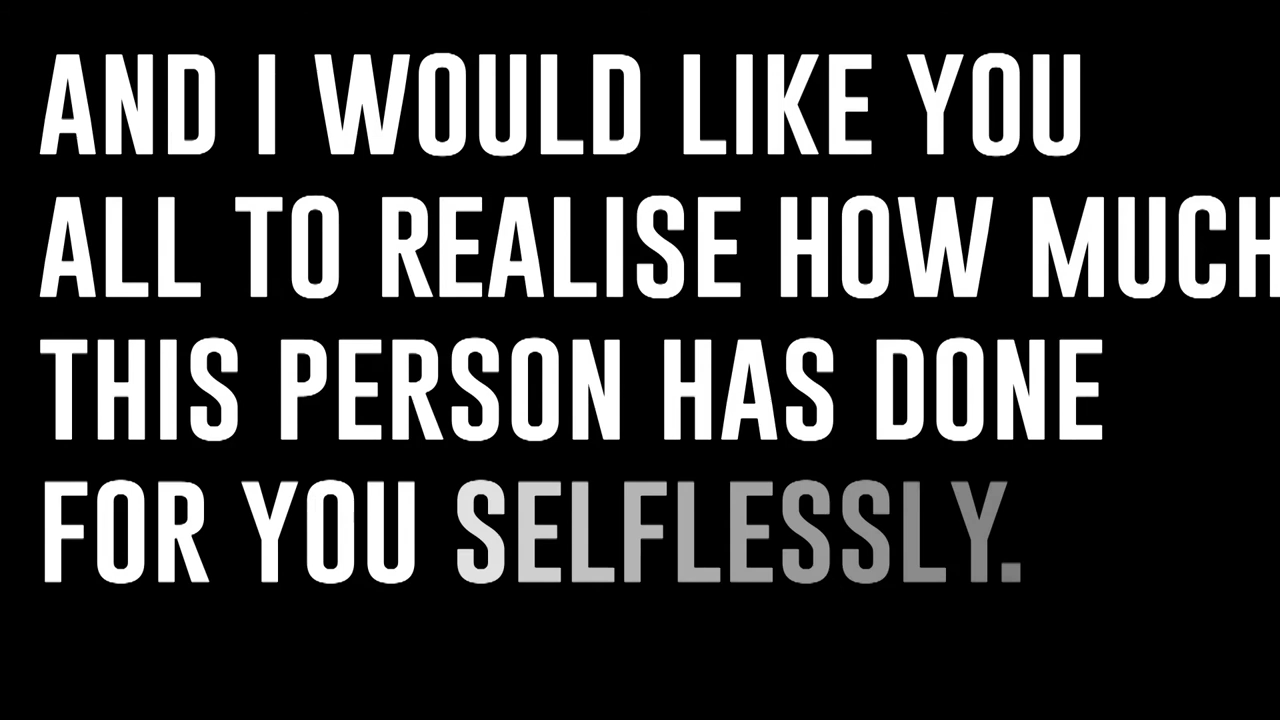 AND I WOULD LIKE YOU
ALL TO REALISE HOW MUCH
THIS PERSON HAS DONE
FOR YOU SELFLESSLY.